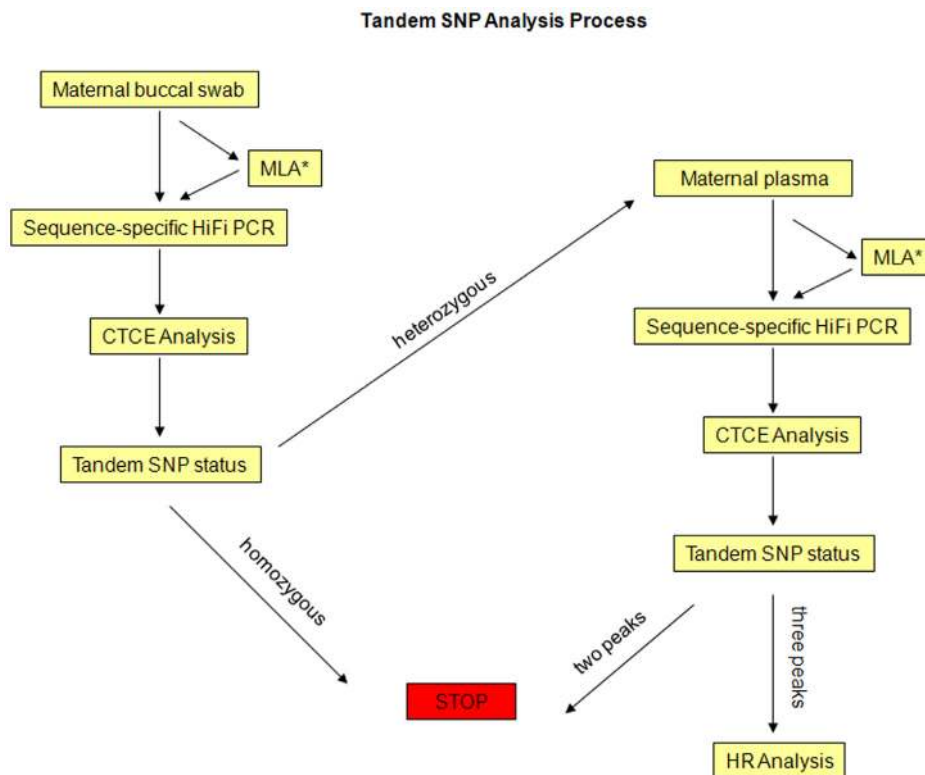 Tandem SNP Analysis Process
Maternal buccal swab
MLA*
Sequence-specific HiFi PCR
CTCE Analysis
Tandem SNP status
heterozygous
homozygous
Maternal plasma
MLA*
Sequence-specific HiFi PCR
CTCE Analysis
Tandem SNP status
two peaks
three peaks
STOP
HR Analysis